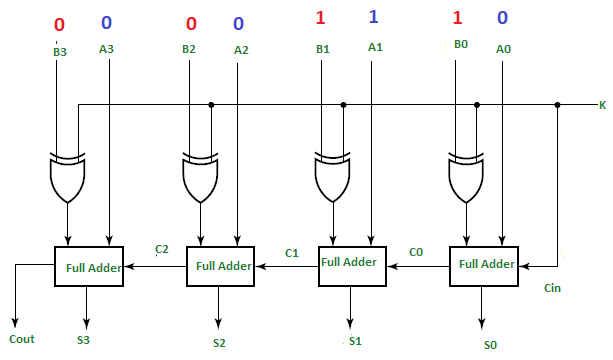 0 0 0 0 1 1 1 0
B3 A3 B2 A2 B1 A1 B0 A0
K
C2 C1 C0
Full Adder Full Adder Full Adder Full Adder
Cin
Cout S3 S2 S1 S0